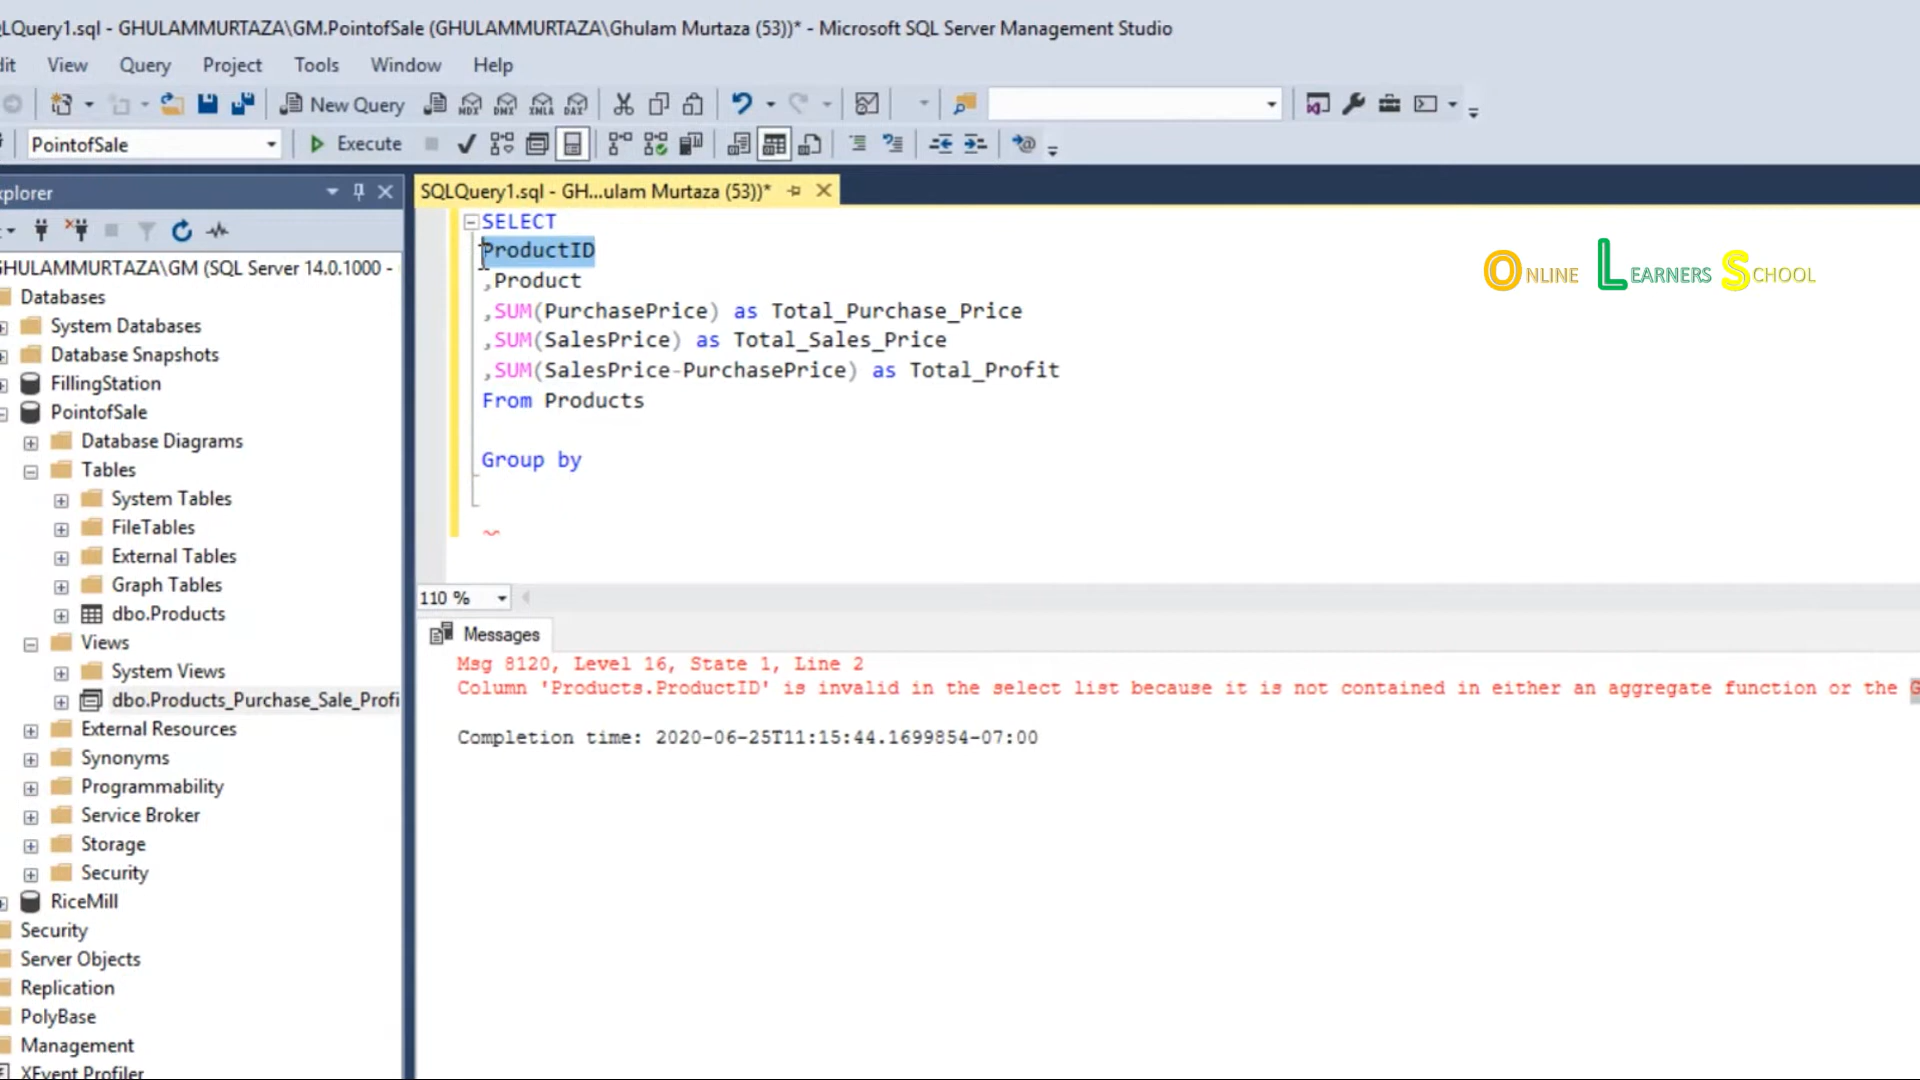 LQuery1.sql - GHULAMMURTAZA\GM.PointofSale (GHULAMMURTAZA\Ghulam Murtaza (53))* - Microsoft SQL Server Management Studio
dit View Query Project Tools Window Help
New Query
PointofSale Execute
xplorer
SQLQuery1.sql - GH...ulam Murtaza (53))*
SELECT
ProductID
,Product
,SUM(PurchasePrice) as Total_Purchase_Price
,SUM(SalesPrice) as Total_Sales_Price
,SUM(SalesPrice-PurchasePrice) as Total_Profit
From Products
Group by
ONLINE LEARNERS SCHOOL
GHULAMMURTAZA\GM (SQL Server 14.0.1000 -
Databases
System Databases
Database Snapshots
FillingStation
PointofSale
Database Diagrams
Tables
System Tables
FileTables
External Tables
Graph Tables
dbo.Products
Views
System Views
dbo.Products_Purchase_Sale_Profi
External Resources
Synonyms
Programmability
Service Broker
Storage
Security
RiceMill
Security
Server Objects
Replication
PolyBase
Management
XEvent Profiler
110 %
Messages
Msg 8120, Level 16, State 1, Line 2
Column 'Products.ProductID' is invalid in the select list because it is not contained in either an aggregate function or the G
Completion time: 2020-06-25T11:15:44.1699854-07:00